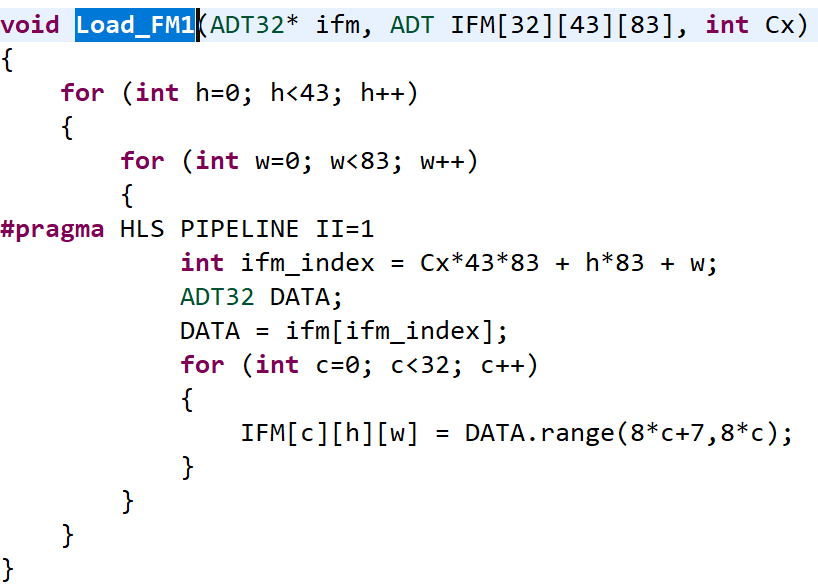 void Load_FM1(ADT32* ifm, ADT IFM[32][43][83], int Cx)
{
    for (int h=0; h<43; h++)
    {
        for (int w=0; w<83; w++)
        {
#pragma HLS PIPELINE II=1
            int ifm_index = Cx*43*83 + h*83 + w;
            ADT32 DATA;
            DATA = ifm[ifm_index];
            for (int c=0; c<32; c++)
            {
                IFM[c][h][w] = DATA.range(8*c+7,8*c);
            }
        }
    }
}